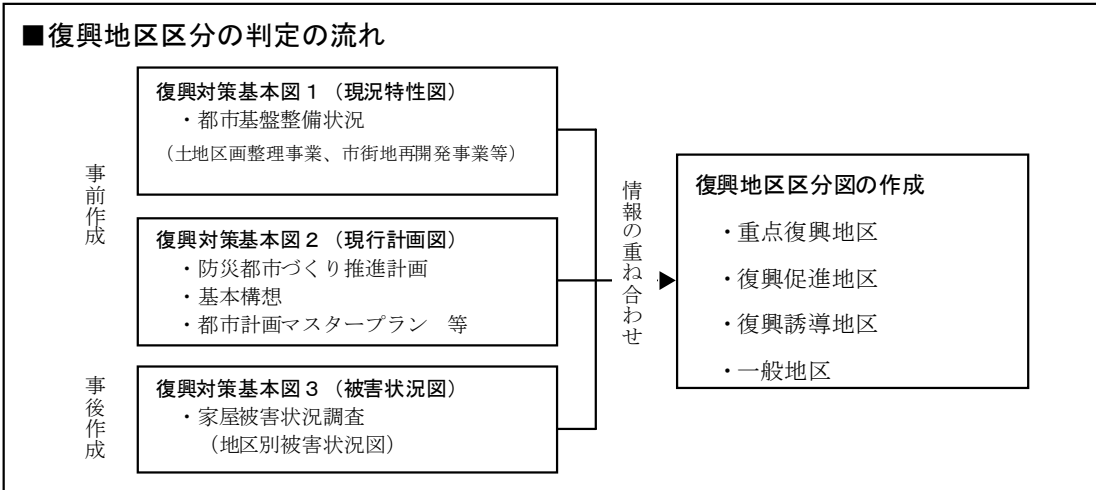 ■復興地区区分の判定の流れ
事前作成
復興対策基本図１（現況特性図）
・都市基盤整備状況
（土地区画整理事業、市街地再開発事業等）
復興対策基本図２（現行計画図）
・防災都市づくり推進計画
・基本構想
・都市計画マスタープラン　等
事後作成
復興対策基本図３（被害状況図）
・家屋被害状況調査
（地区別被害状況図）
情報の重ね合わせ
復興地区区分図の作成
・重点復興地区
・復興促進地区
・復興誘導地区
・一般地区